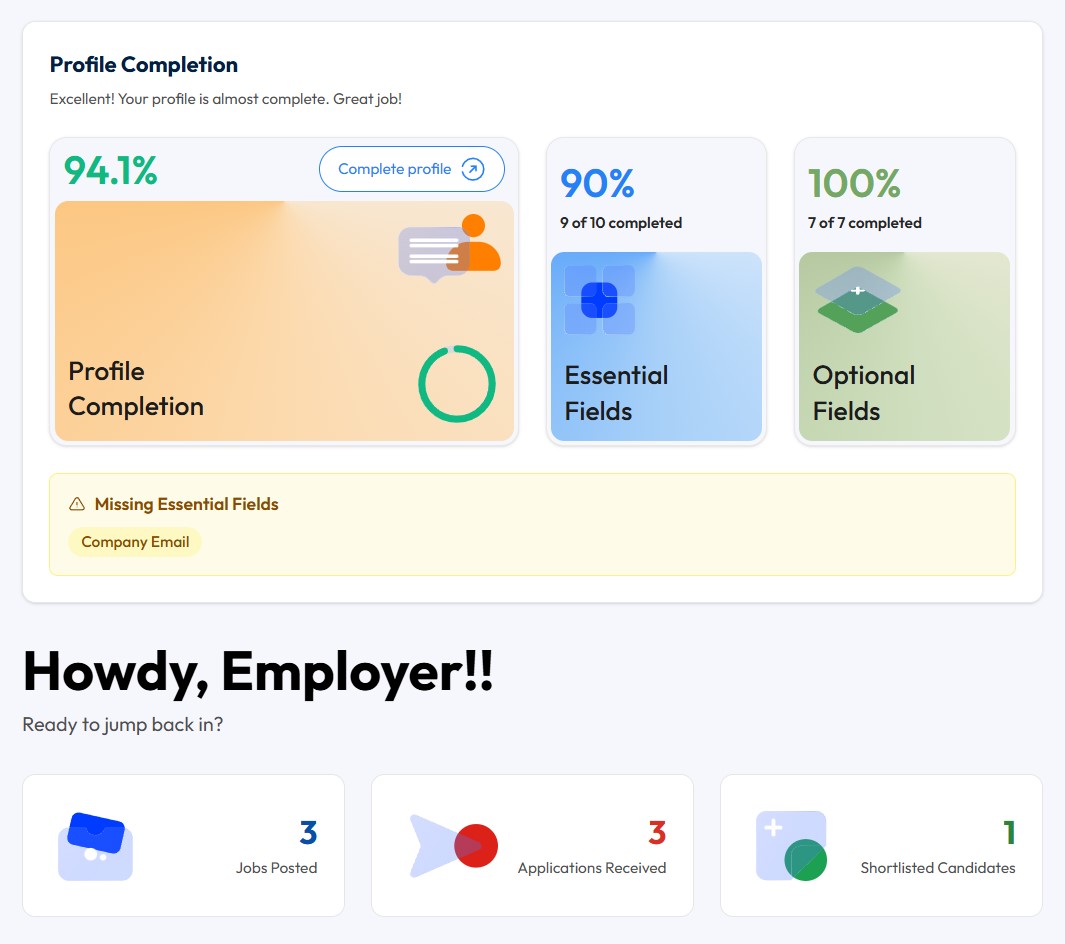 Profile Completion
Excellent! Your profile is almost complete. Great job!
94.1%
Complete profile
Profile
Completion
90%
9 of 10 completed
Essential
Fields
100%
7 of 7 completed
Optional
Fields
Missing Essential Fields
Company Email
Howdy, Employer!!
Ready to jump back in?
3
Jobs Posted
3
Applications Received
1
Shortlisted Candidates